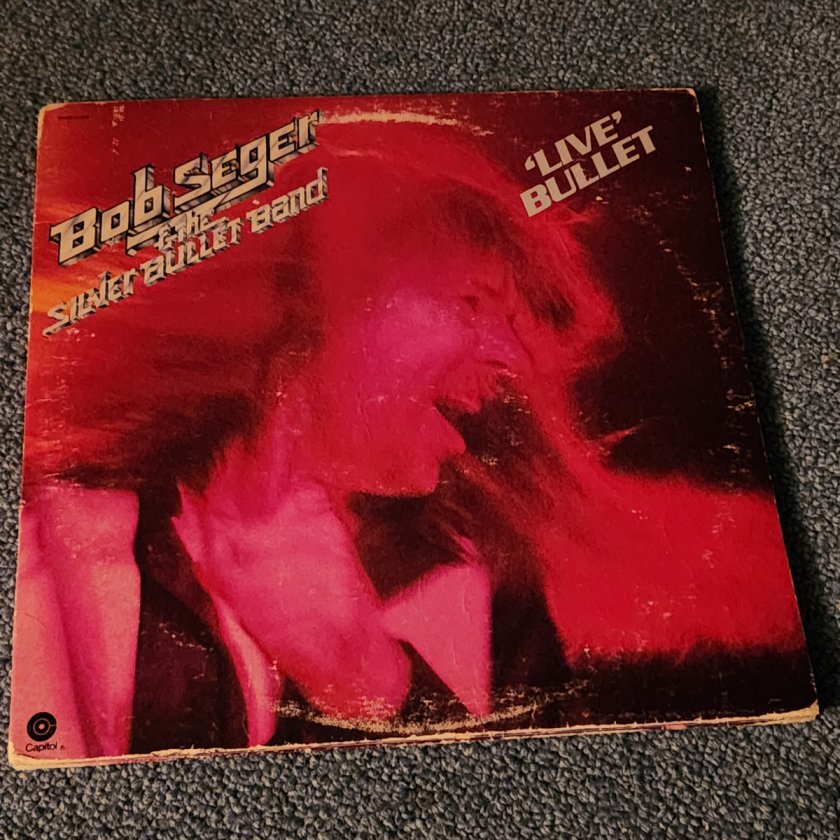 Bob Seger
& the
Silver Bullet Band
'LIVE'
BULLET
Capitol ®